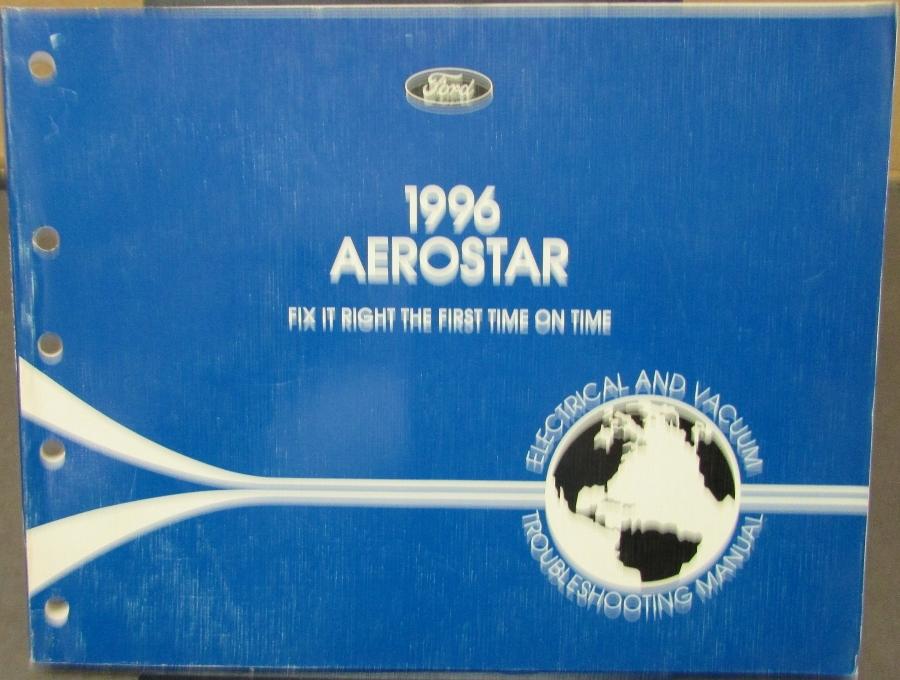 Ford
1996
AEROSTAR
FIX IT RIGHT THE FIRST TIME ON TIME
ELECTRICAL AND VACUUM
TROUBLESHOOTING MANUAL